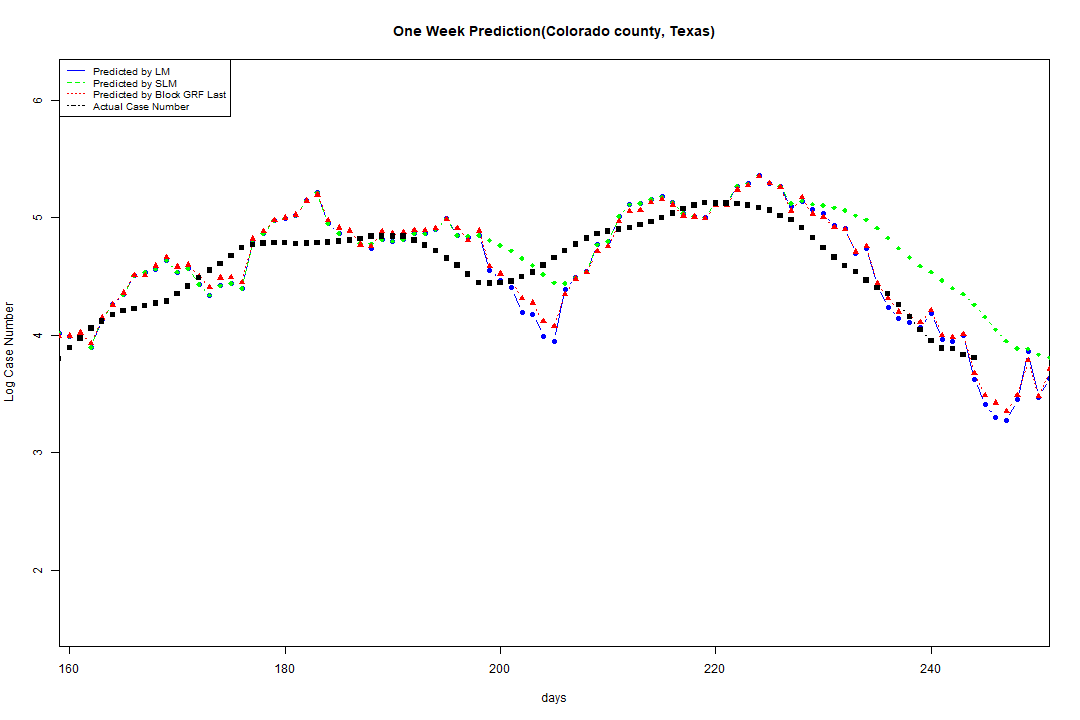 One Week Prediction(Colorado county, Texas)
Predicted by LM
Predicted by SLM
Predicted by Block GRF Last
Actual Case Number
6
5
4
3
2
Log Case Number
160 180 200 220 240
days